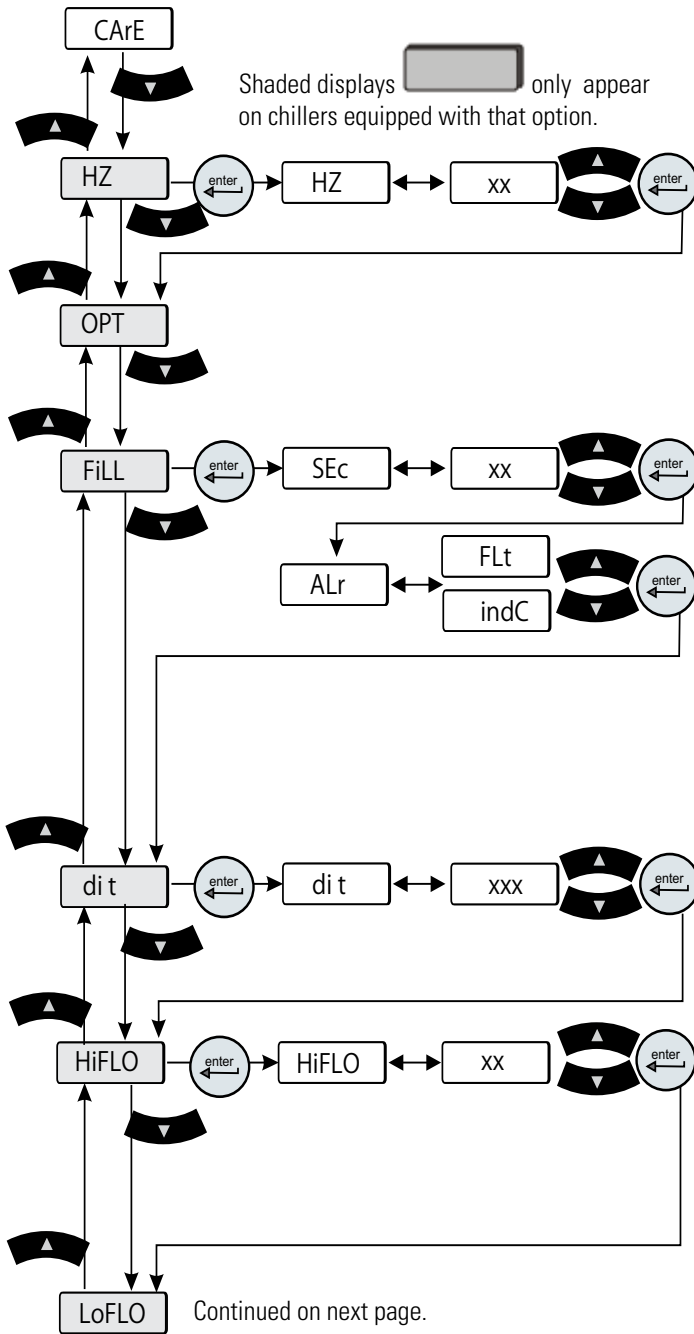 CArE
Shaded displays only appear
on chillers equipped with that option.
HZ enter HZ xx enter
OPT
FiLL enter SEc xx enter
FLt
ALr enter
indC
di t enter di t xxx enter
HiFLO enter HiFLO xx enter
LoFLO Continued on next page.